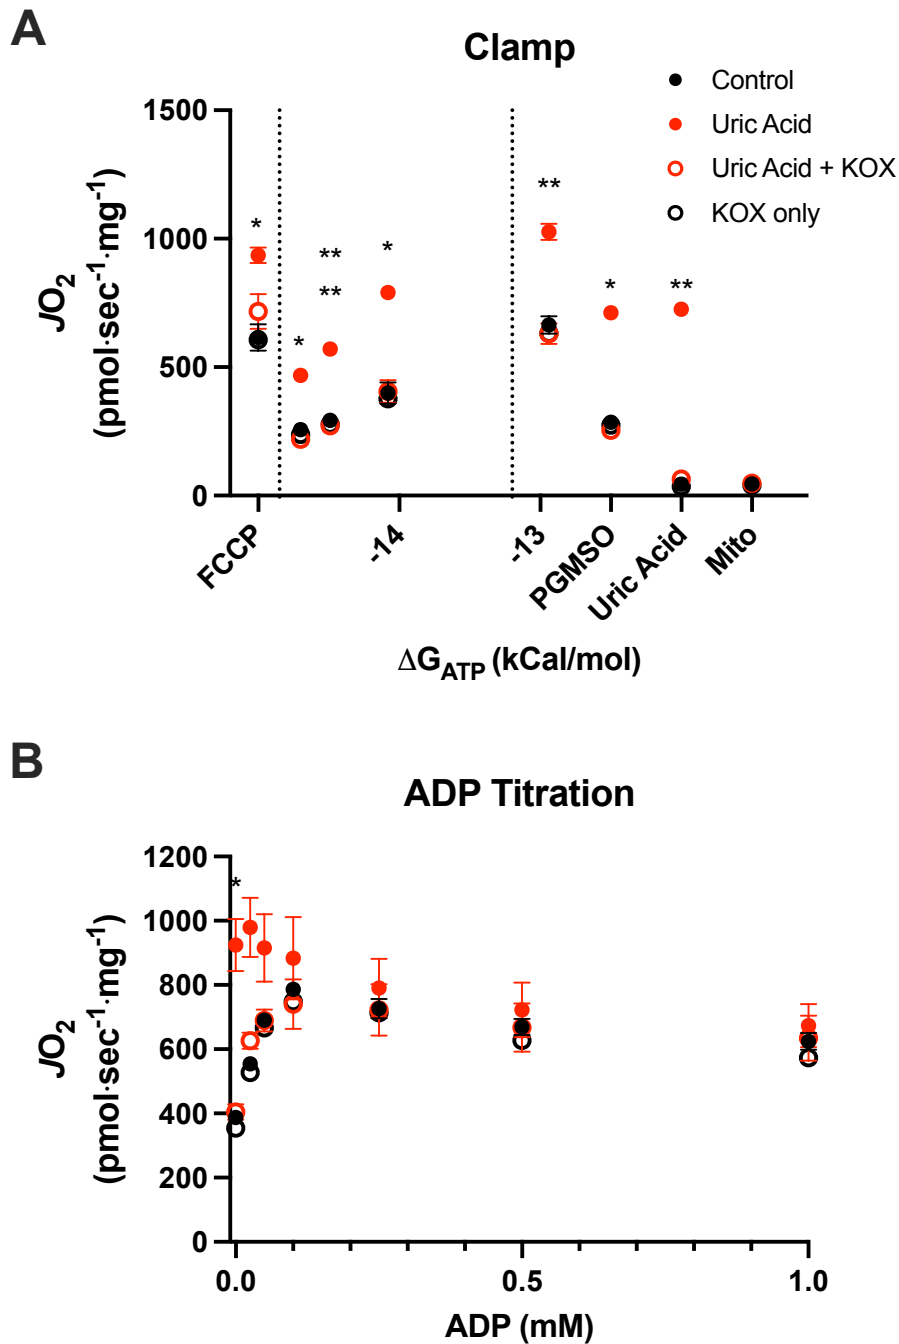 A
Clamp
Control
Uric Acid
Uric Acid + KOX
KOX only
JO2
(pmol·sec-1·mg-1)
1500
1000
500
0
*
*
**
**
*
**
*
**
FCCP
-14
-13
PGMSO
Uric Acid
Mito
ΔGATP (kCal/mol)
B
ADP Titration
JO2
(pmol·sec-1·mg-1)
1200
1000
800
600
400
200
0
*
0.0
0.5
1.0
ADP (mM)